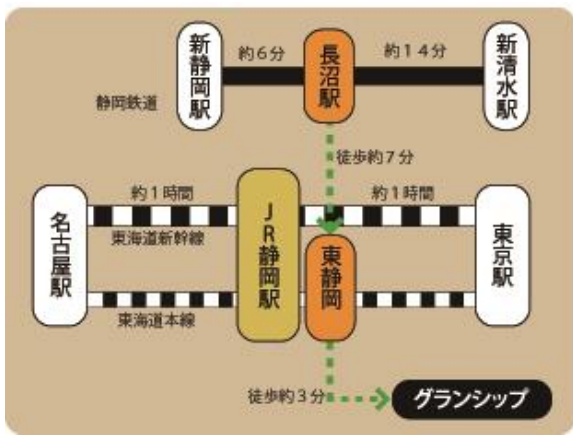 新静岡駅
約6分
長沼駅
約14分
新清水駅
静岡鉄道
徒歩約7分
約1時間
約1時間
名古屋駅
東海道新幹線
JR静岡駅
東静岡
東京駅
東海道本線
徒歩約3分
グランシップ